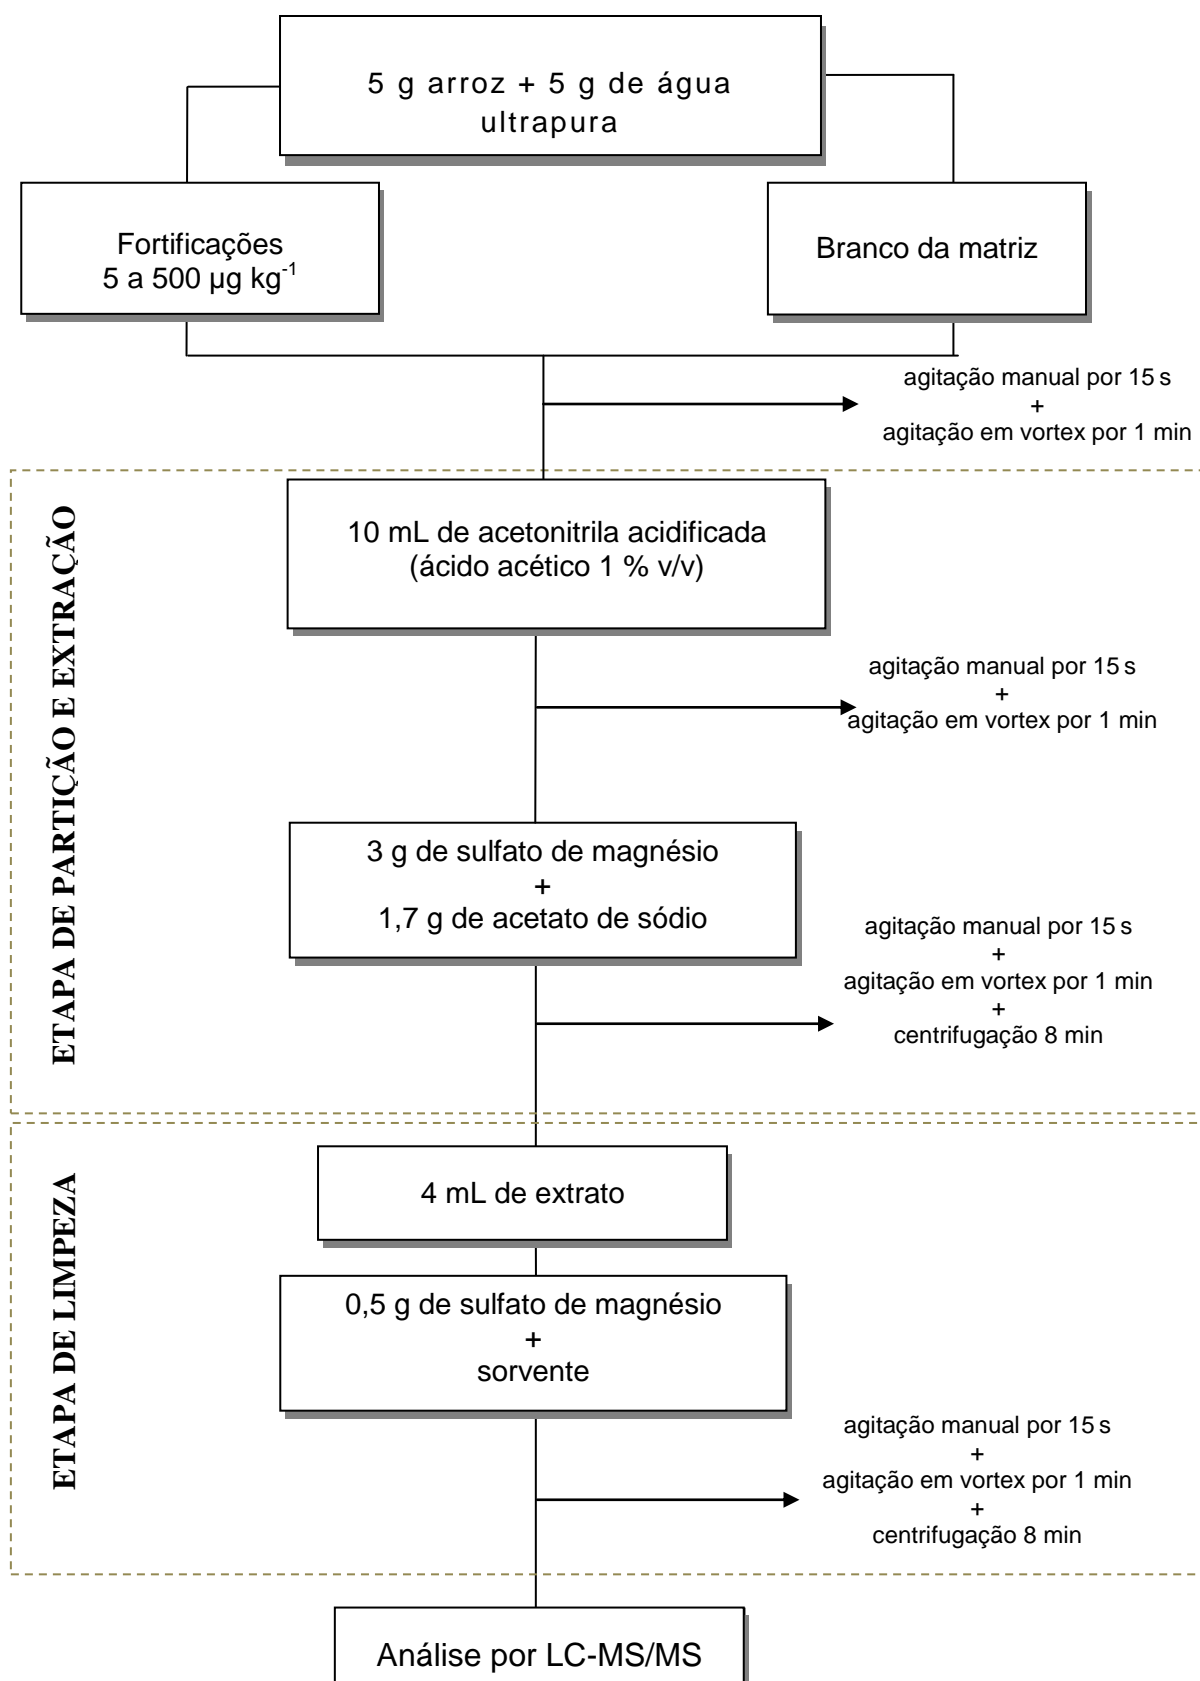 5 g arroz + 5 g de água
ultrapura
Fortificações
5 a 500 µg kg⁻¹
Branco da matriz
agitação manual por 15 s
+
agitação em vortex por 1 min
ETAPA DE PARTIÇÃO E EXTRAÇÃO
10 mL de acetonitrila acidificada
(ácido acético 1 % v/v)
agitação manual por 15 s
+
agitação em vortex por 1 min
3 g de sulfato de magnésio
+
1,7 g de acetato de sódio
agitação manual por 15 s
+
agitação em vortex por 1 min
+
centrifugação 8 min
ETAPA DE LIMPEZA
4 mL de extrato
0,5 g de sulfato de magnésio
+
sorvente
agitação manual por 15 s
+
agitação em vortex por 1 min
+
centrifugação 8 min
Análise por LC-MS/MS